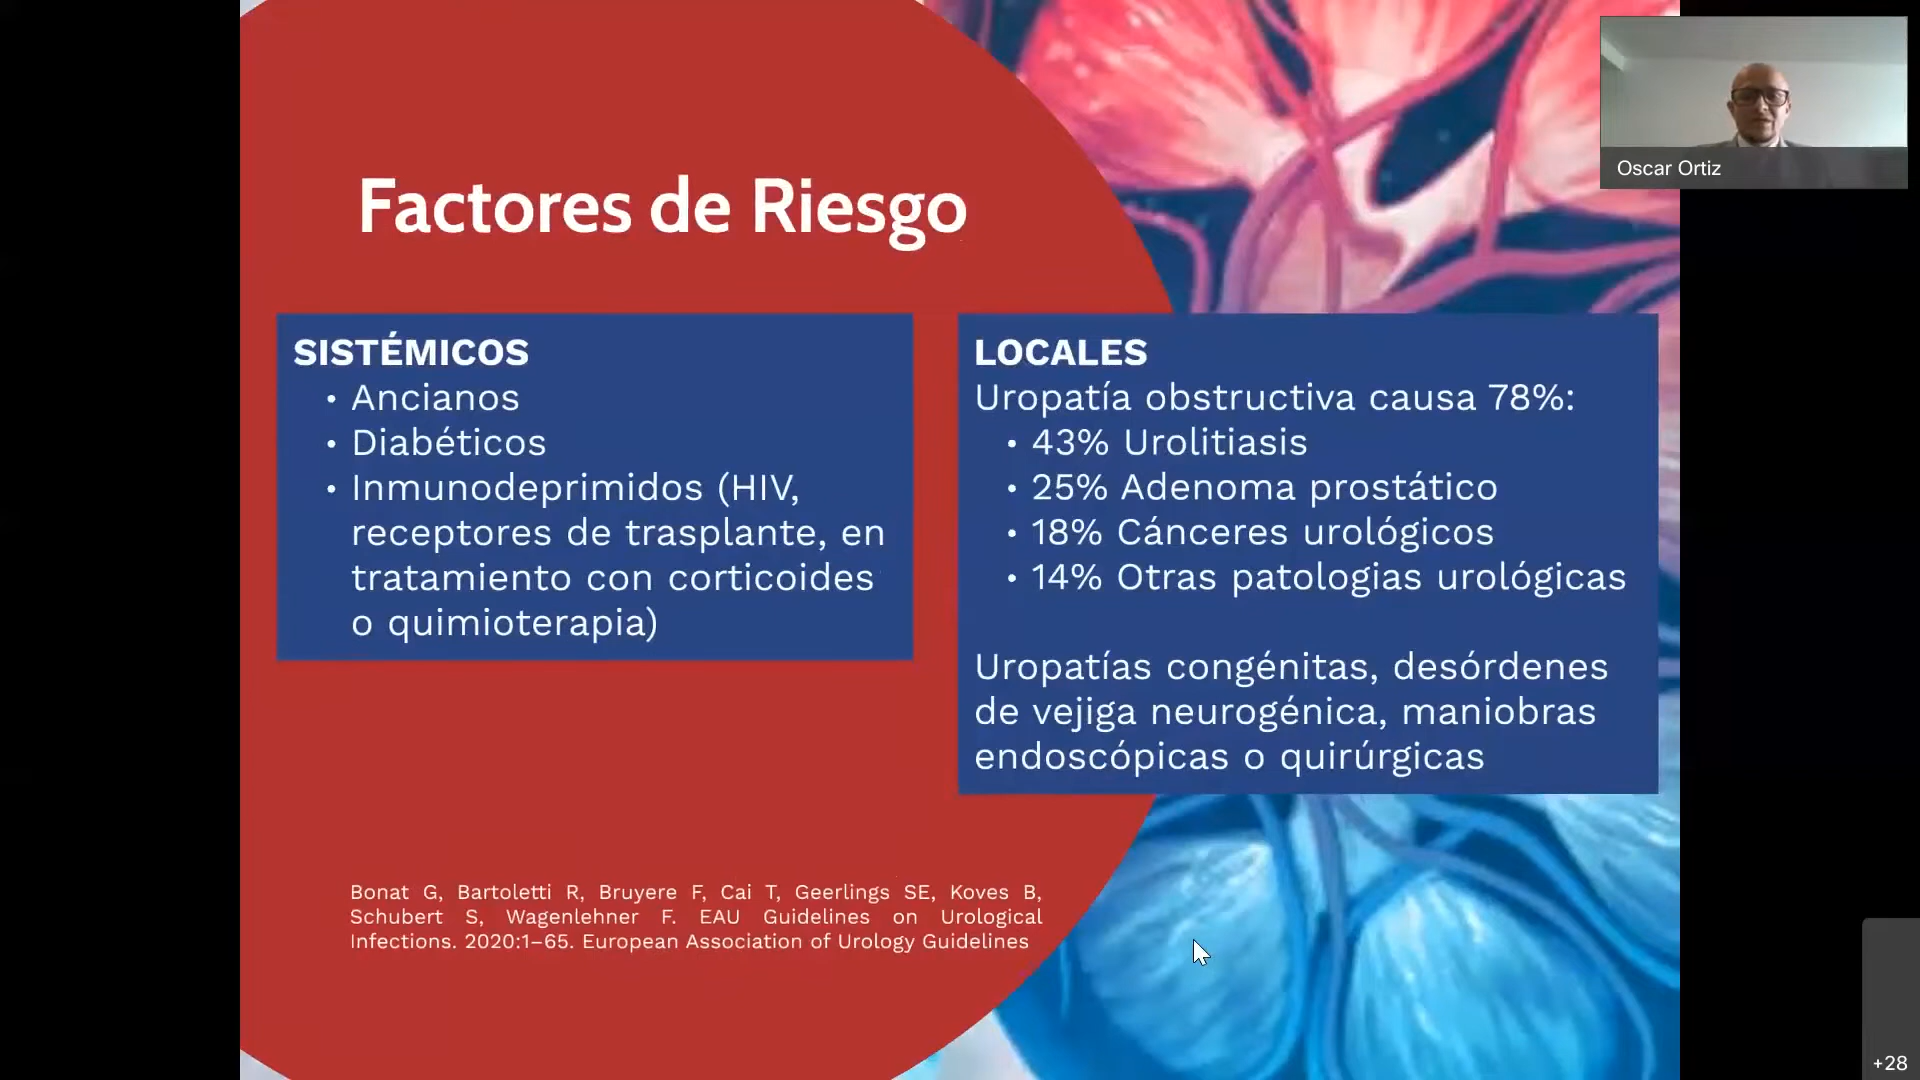 Oscar Ortiz
Factores de Riesgo
SISTÉMICOS
• Ancianos
• Diabéticos
• Inmunodeprimidos (HIV,
receptores de trasplante, en
tratamiento con corticoides
o quimioterapia)
LOCALES
Uropatía obstructiva causa 78%:
• 43% Urolitiasis
• 25% Adenoma prostático
• 18% Cánceres urológicos
• 14% Otras patologias urológicas
Uropatías congénitas, desórdenes
de vejiga neurogénica, maniobras
endoscópicas o quirúrgicas
Bonat G, Bartoletti R, Bruyere F, Cai T, Geerlings SE, Koves B,
Schubert S, Wagenlehner F. EAU Guidelines on Urological
Infections. 2020:1–65. European Association of Urology Guidelines
+28